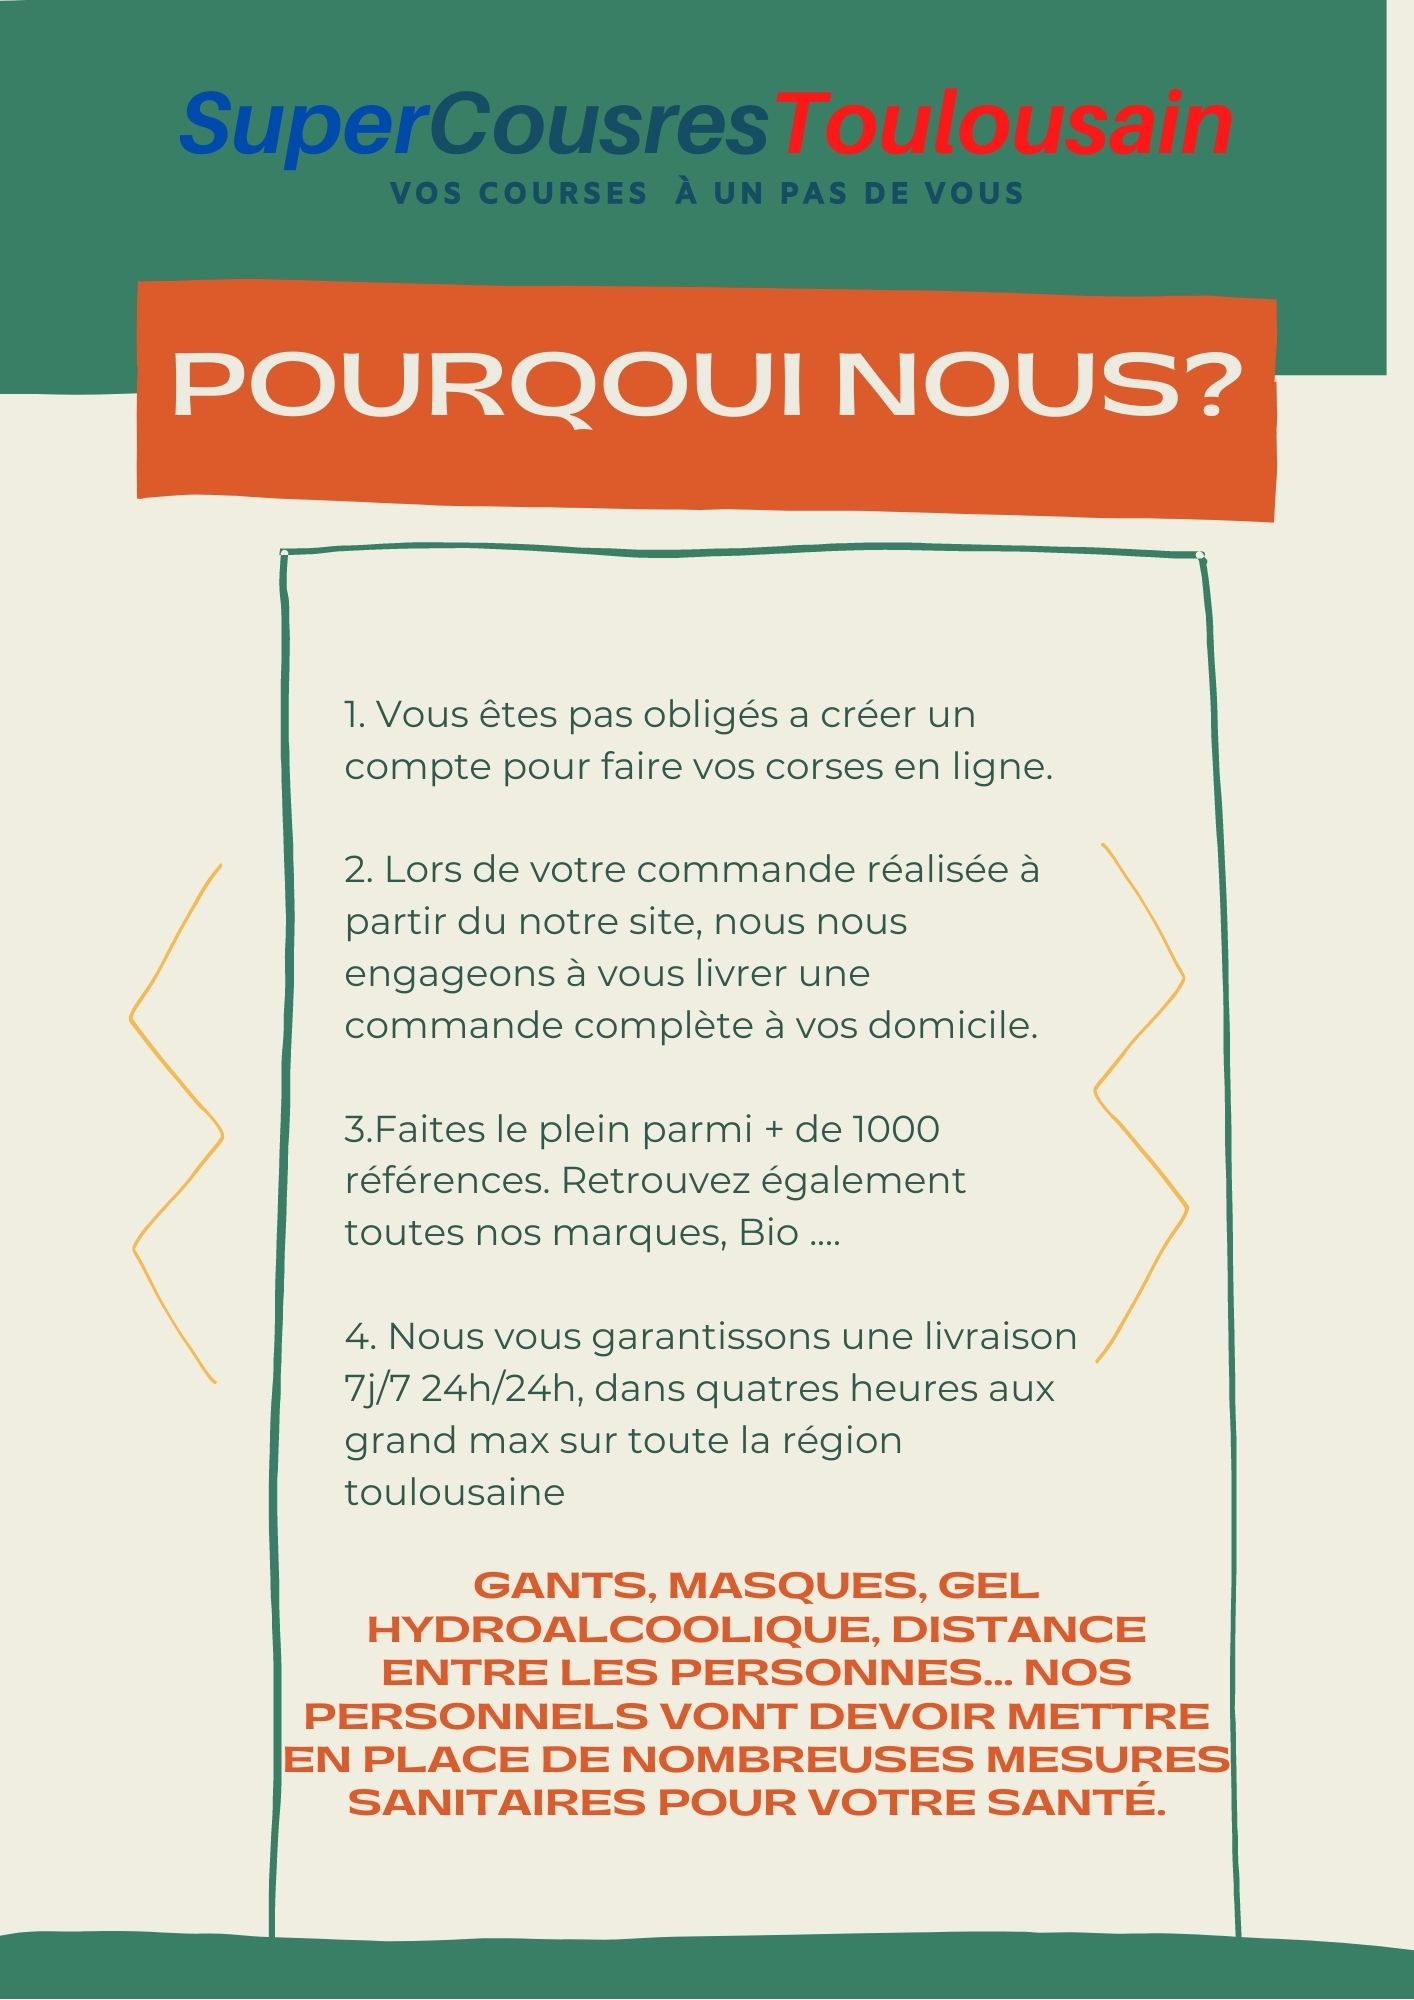 SuperCousresToulousain
VOS COURSES À UN PAS DE VOUS
POURQOUI NOUS?
1. Vous êtes pas obligés a créer un
compte pour faire vos corses en ligne.
2. Lors de votre commande réalisée à
partir du notre site, nous nous
engageons à vous livrer une
commande complète à vos domicile.
3.Faites le plein parmi + de 1000
références. Retrouvez également
toutes nos marques, Bio ....
4. Nous vous garantissons une livraison
7j/7 24h/24h, dans quatres heures aux
grand max sur toute la région
toulousaine
GANTS, MASQUES, GEL
HYDROALCOOLIQUE, DISTANCE
ENTRE LES PERSONNES... NOS
PERSONNELS VONT DEVOIR METTRE
EN PLACE DE NOMBREUSES MESURES
SANITAIRES POUR VOTRE SANTÉ.